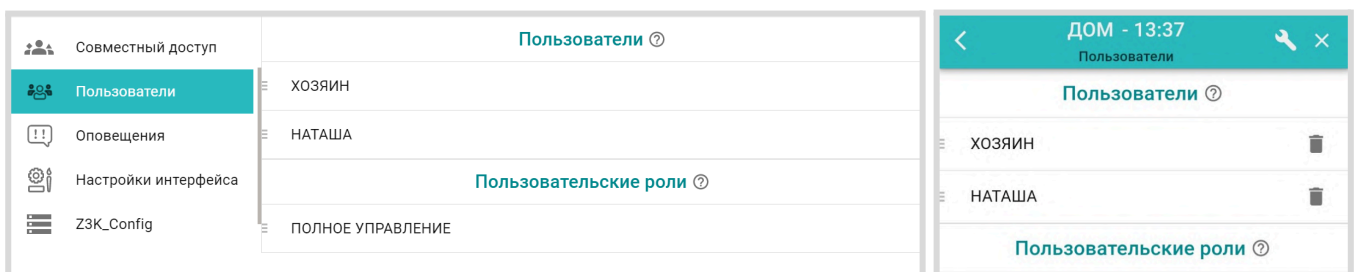 Совместный доступ
Пользователи
Оповещения
Настройки интерфейса
Z3K_Config
Пользователи
ХОЗЯИН
НАТАША
Пользовательские роли
ПОЛНОЕ УПРАВЛЕНИЕ
ДОМ - 13:37
Пользователи
Пользователи
ХОЗЯИН
НАТАША
Пользовательские роли